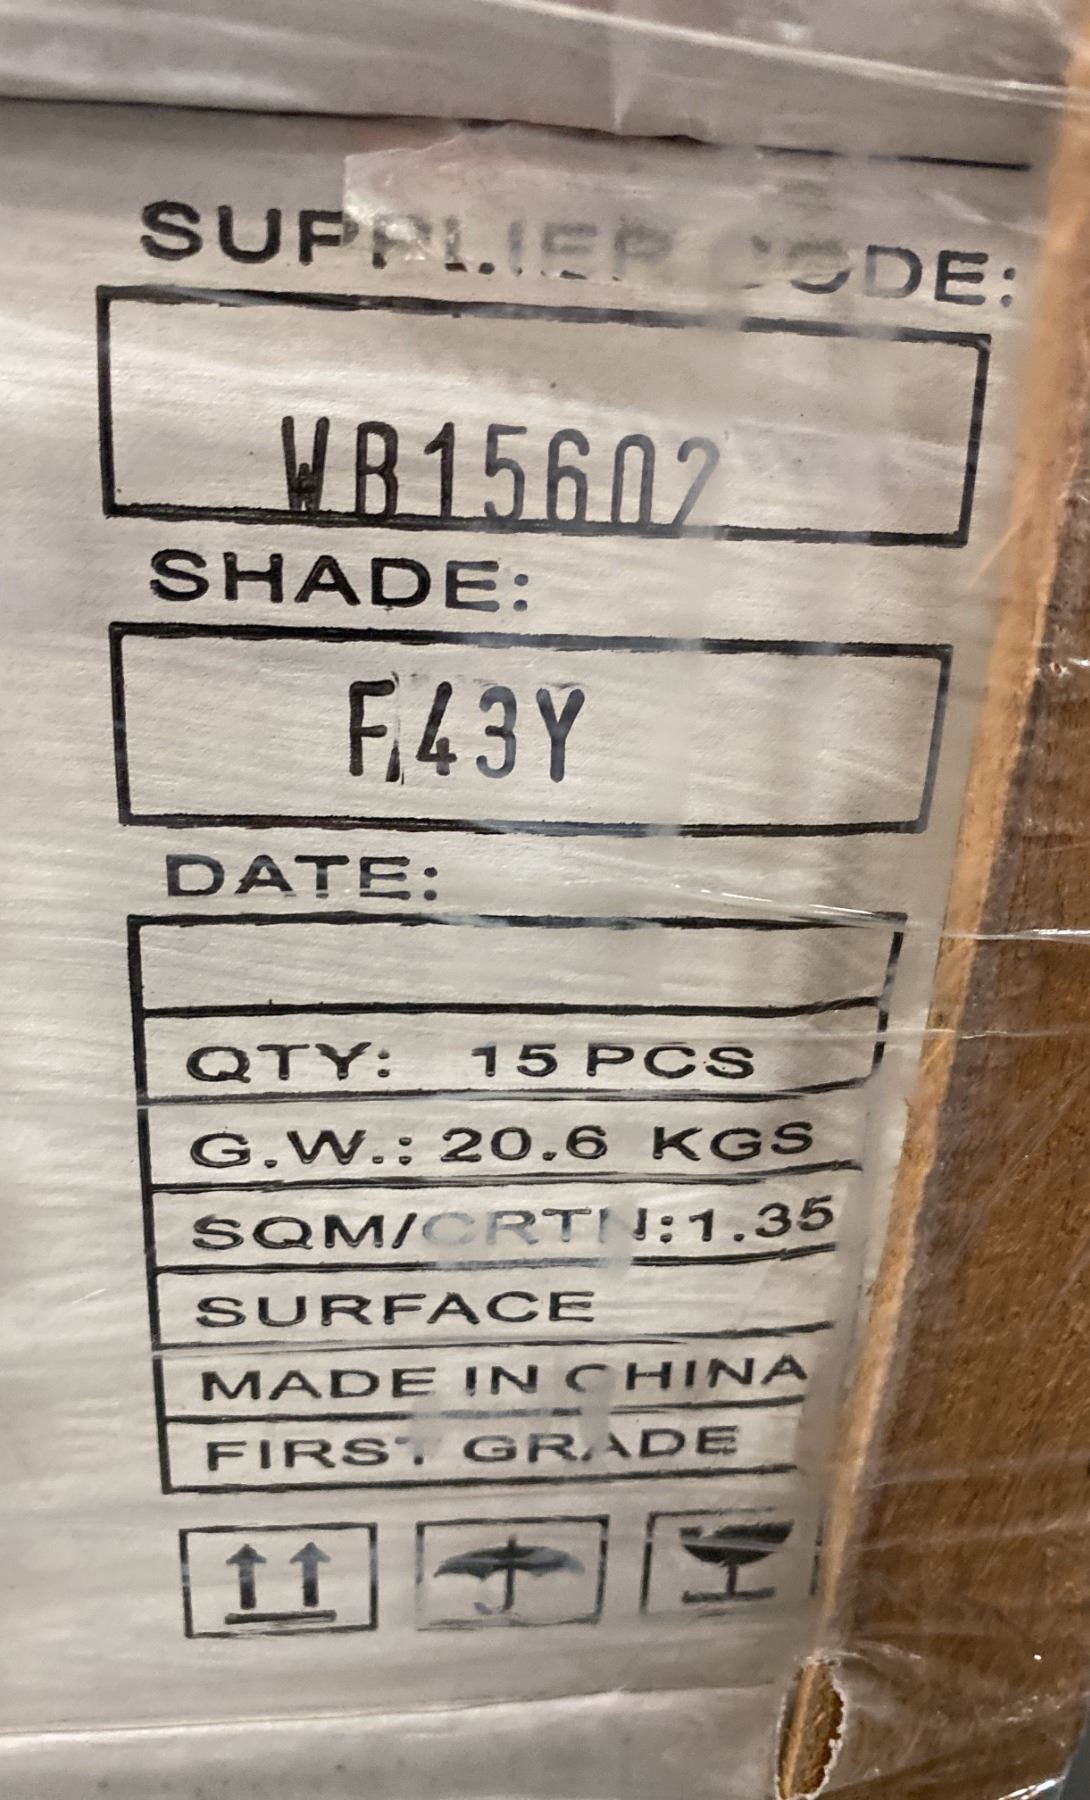 SUPPLIER CODE:
WB15602
SHADE:
F43Y
DATE:
QTY: 15 PCS
G.W.: 20.6 KGS
SQM/CRTN:1.35
SURFACE
MADE IN CHINA
FIRST GRADE